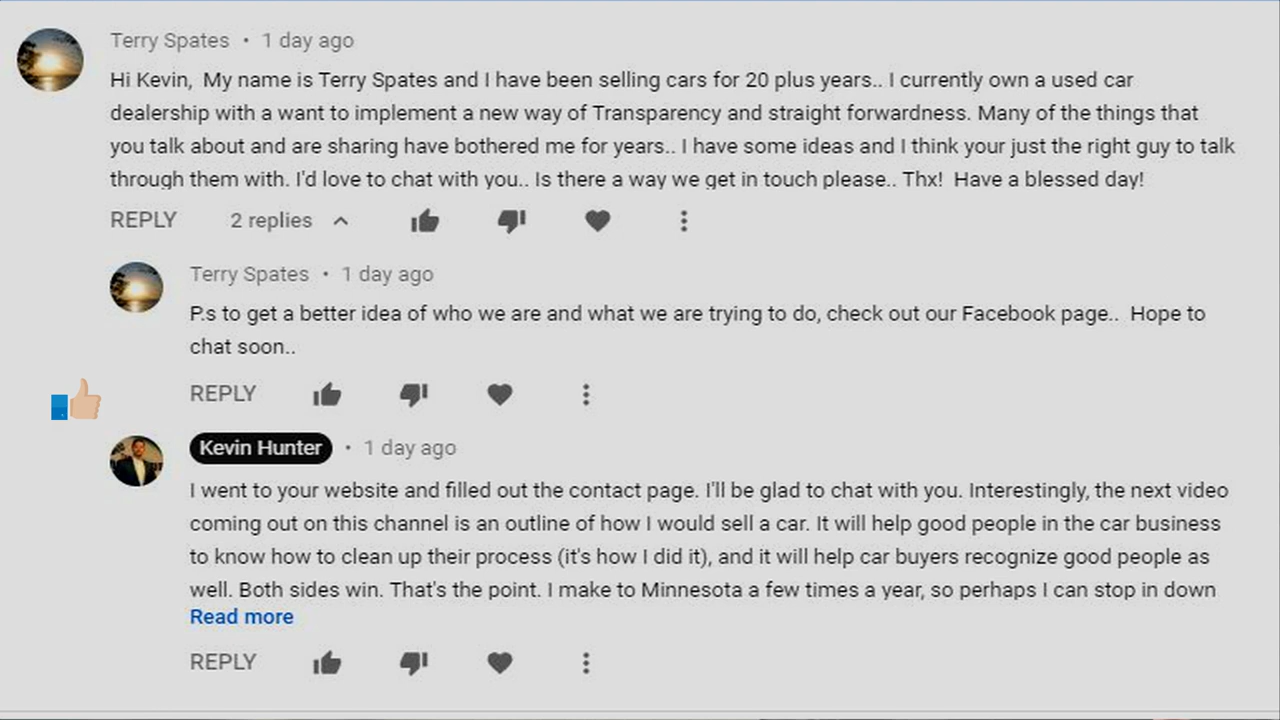 Terry Spates • 1 day ago
Hi Kevin,  My name is Terry Spates and I have been selling cars for 20 plus years.. I currently own a used car
dealership with a want to implement a new way of Transparency and straight forwardness. Many of the things that
you talk about and are sharing have bothered me for years.. I have some ideas and I think your just the right guy to talk
through them with. I'd love to chat with you.. Is there a way we get in touch please.. Thx!  Have a blessed day!
REPLY 2 replies
Terry Spates • 1 day ago
P.s to get a better idea of who we are and what we are trying to do, check out our Facebook page..  Hope to
chat soon..
REPLY
Kevin Hunter • 1 day ago
I went to your website and filled out the contact page. I'll be glad to chat with you. Interestingly, the next video
coming out on this channel is an outline of how I would sell a car. It will help good people in the car business
to know how to clean up their process (it's how I did it), and it will help car buyers recognize good people as
well. Both sides win. That's the point. I make to Minnesota a few times a year, so perhaps I can stop in down
Read more
REPLY